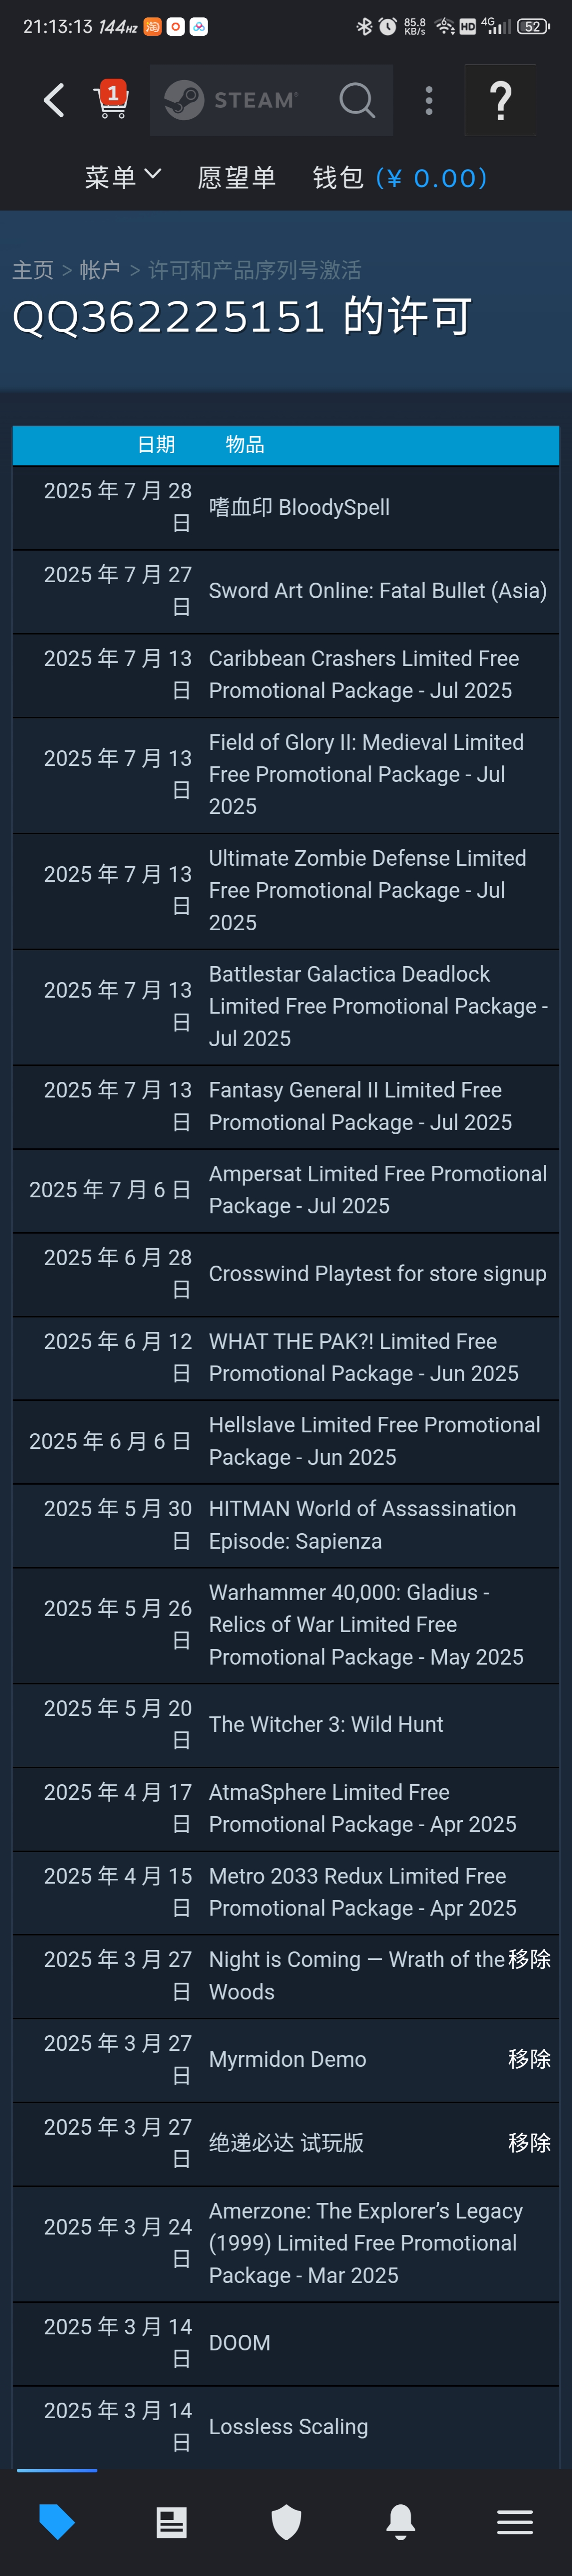 21:13:13 144HZ 淘 85.8 KB/s 6 HD 4G 52
1 STEAM® ?
菜单 愿望单 钱包 (¥ 0.00)
主页 > 帐户 > 许可和产品序列号激活
QQ362225151 的许可
日期 物品
2025 年 7 月 28
日
嗜血印 BloodySpell
2025 年 7 月 27
日
Sword Art Online: Fatal Bullet (Asia)
2025 年 7 月 13
日
Caribbean Crashers Limited Free
Promotional Package - Jul 2025
2025 年 7 月 13
日
Field of Glory II: Medieval Limited
Free Promotional Package - Jul
2025
2025 年 7 月 13
日
Ultimate Zombie Defense Limited
Free Promotional Package - Jul
2025
2025 年 7 月 13
日
Battlestar Galactica Deadlock
Limited Free Promotional Package -
Jul 2025
2025 年 7 月 13
日
Fantasy General II Limited Free
Promotional Package - Jul 2025
2025 年 7 月 6 日
Ampersat Limited Free Promotional
Package - Jul 2025
2025 年 6 月 28
日
Crosswind Playtest for store signup
2025 年 6 月 12
日
WHAT THE PAK?! Limited Free
Promotional Package - Jun 2025
2025 年 6 月 6 日
Hellslave Limited Free Promotional
Package - Jun 2025
2025 年 5 月 30
日
HITMAN World of Assassination
Episode: Sapienza
2025 年 5 月 26
日
Warhammer 40,000: Gladius -
Relics of War Limited Free
Promotional Package - May 2025
2025 年 5 月 20
日
The Witcher 3: Wild Hunt
2025 年 4 月 17
日
AtmaSphere Limited Free
Promotional Package - Apr 2025
2025 年 4 月 15
日
Metro 2033 Redux Limited Free
Promotional Package - Apr 2025
2025 年 3 月 27
日
Night is Coming — Wrath of the 移除
Woods
2025 年 3 月 27
日
Myrmidon Demo 移除
2025 年 3 月 27
日
绝递必达 试玩版 移除
2025 年 3 月 24
日
Amerzone: The Explorer’s Legacy
(1999) Limited Free Promotional
Package - Mar 2025
2025 年 3 月 14
日
DOOM
2025 年 3 月 14
日
Lossless Scaling